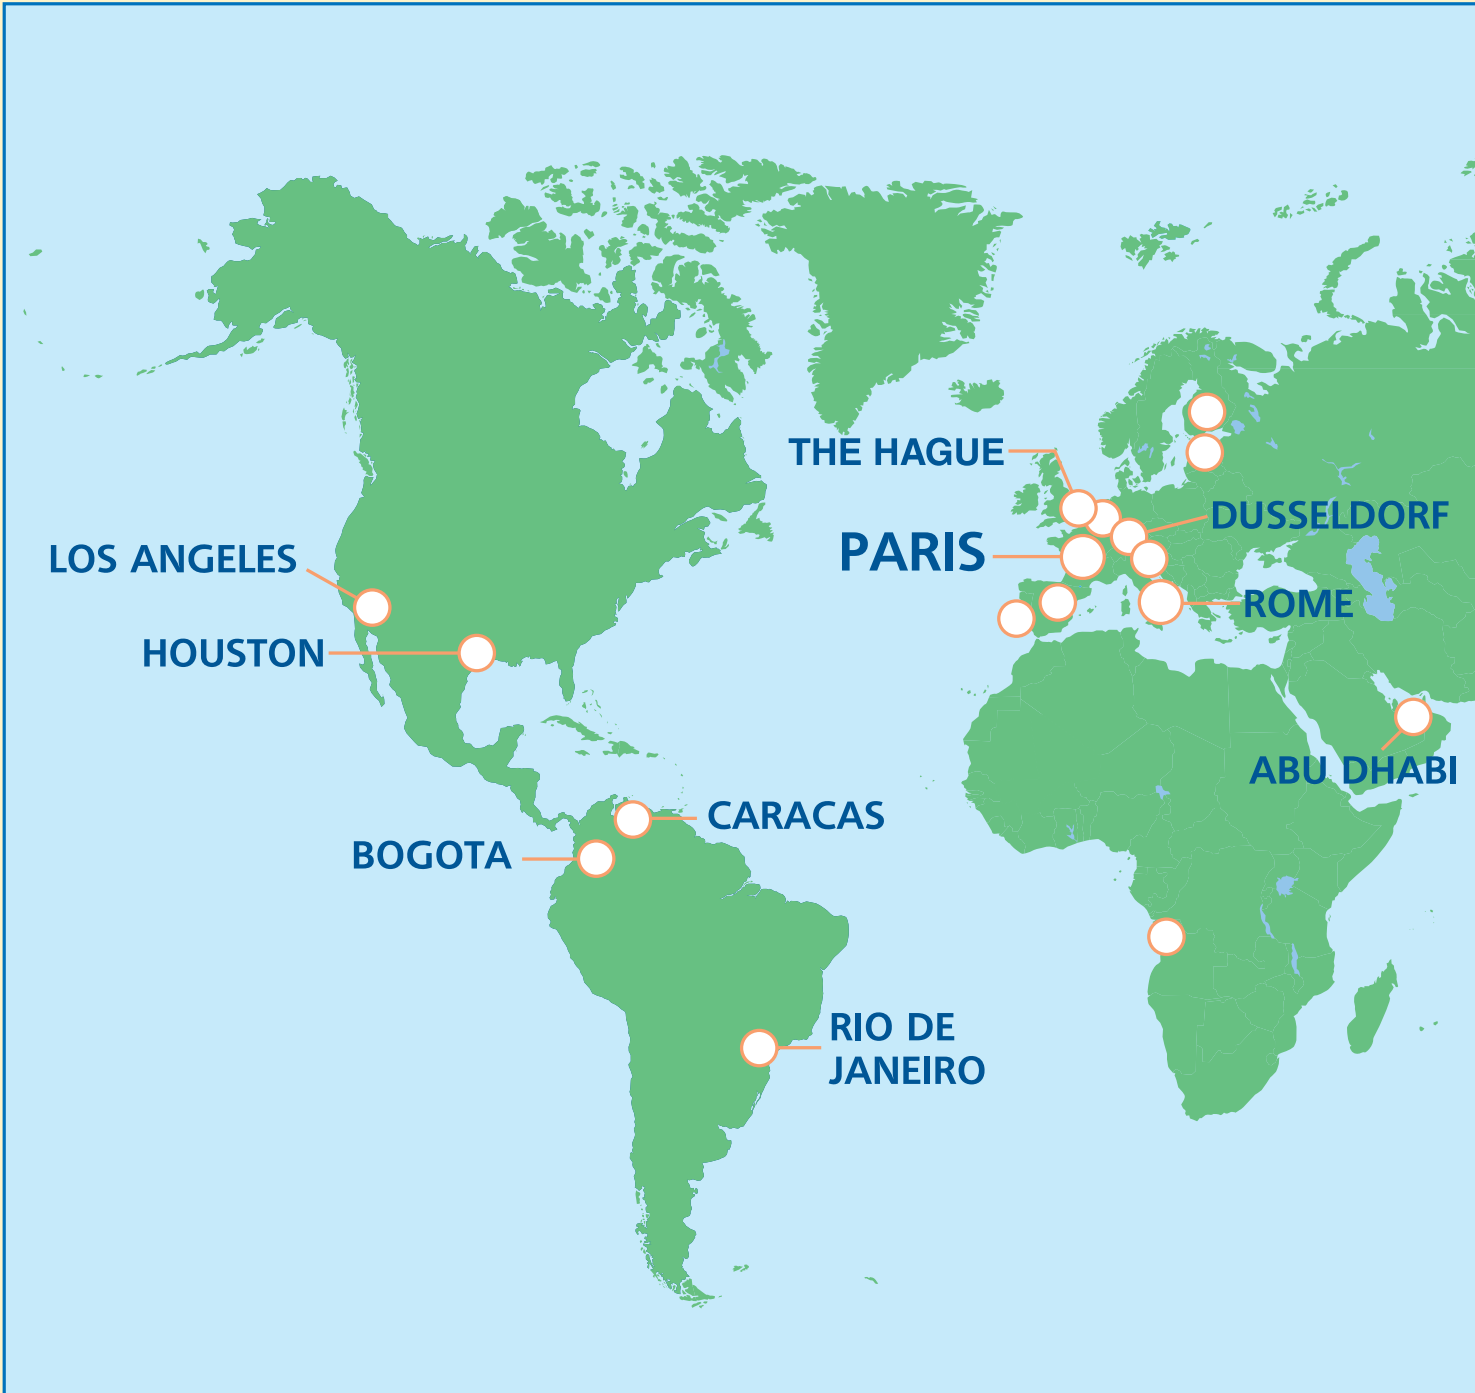 THE HAGUE
DUSSELDORF
PARIS
LOS ANGELES
ROME
HOUSTON
ABU DHABI
CARACAS
BOGOTA
RIO DE
JANEIRO